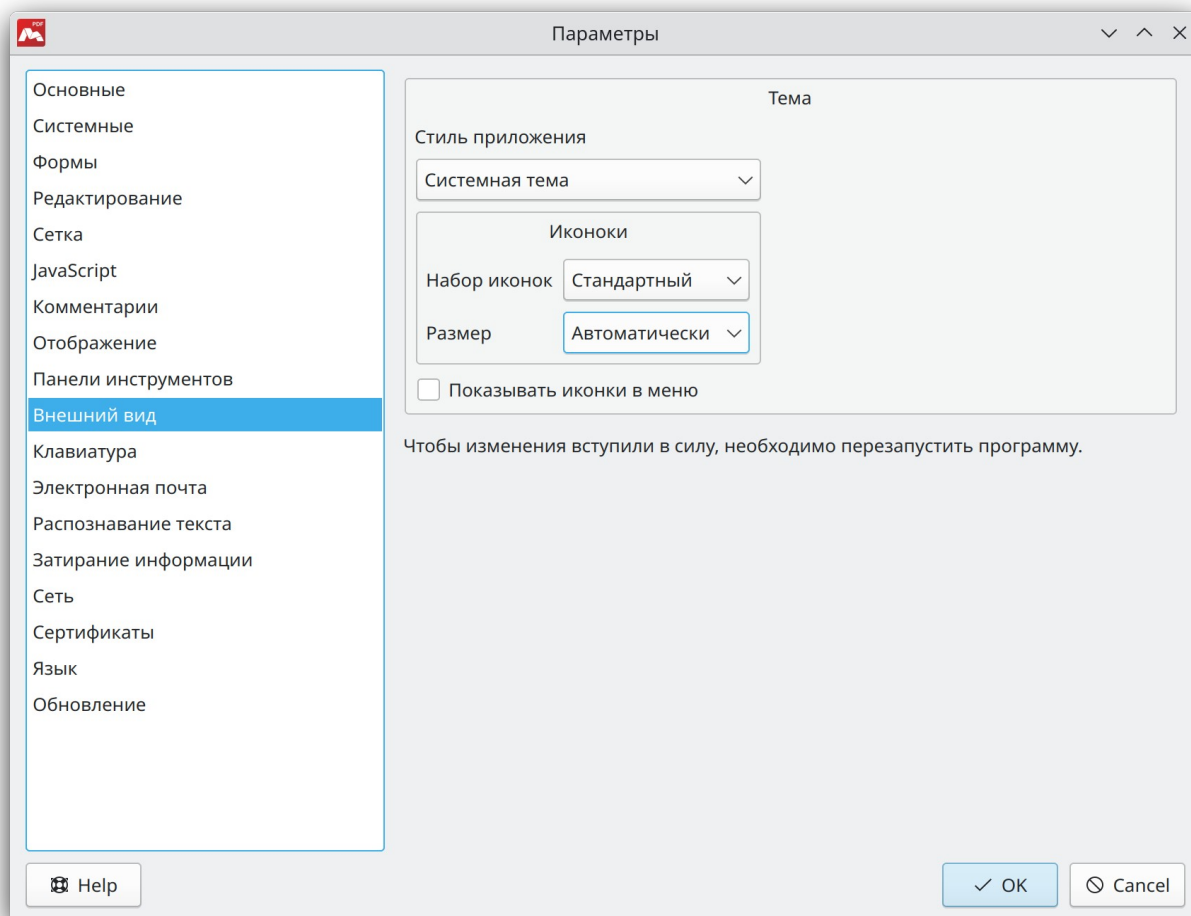 PDF
Параметры
Основные
Системные
Формы
Редактирование
Сетка
JavaScript
Комментарии
Отображение
Панели инструментов
Внешний вид
Клавиатура
Электронная почта
Распознавание текста
Затирание информации
Сеть
Сертификаты
Язык
Обновление
Тема
Стиль приложения
Системная тема
Иконоки
Набор иконок Стандартный
Размер Автоматически
Показывать иконки в меню
Чтобы изменения вступили в силу, необходимо перезапустить программу.
Help OK Cancel